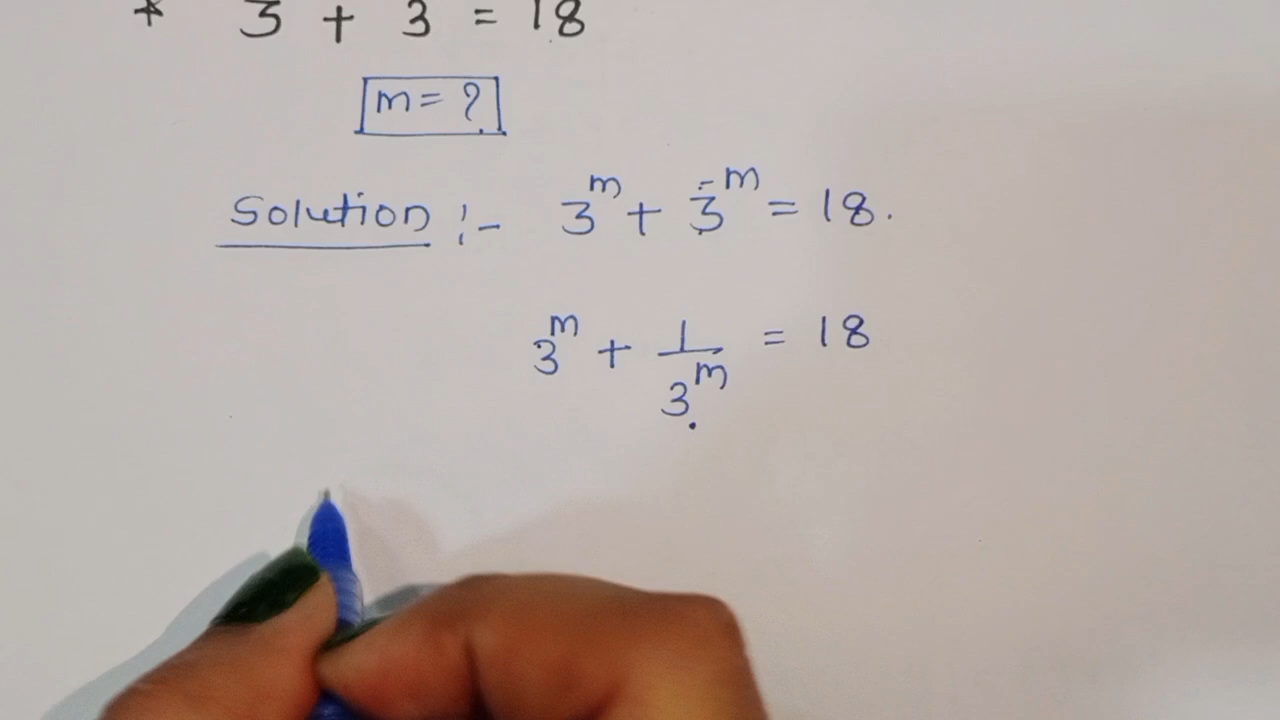 * 3 + 3 = 18
m = ?
Solution :- 3^m + 3^-m = 18.
3^m + 1/3^m = 18